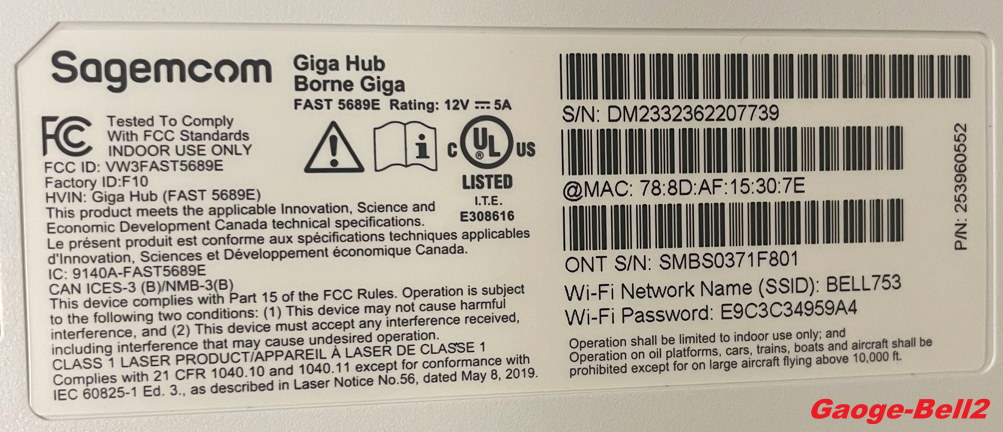 Sagemcom
Giga Hub
Borne Giga
FAST 5689E Rating: 12V ⎓ 5A
FC
Tested To Comply
With FCC Standards
INDOOR USE ONLY
FCC ID: VW3FAST5689E
Factory ID:F10
HVIN: Giga Hub (FAST 5689E)
c UL US
LISTED
I.T.E.
E308616
This product meets the applicable Innovation, Science and
Economic Development Canada technical specifications.
Le présent produit est conforme aux spécifications techniques applicables
d'Innovation, Sciences et Développement économique Canada.
IC: 9140A-FAST5689E
CAN ICES-3 (B)/NMB-3(B)
This device complies with Part 15 of the FCC Rules. Operation is subject
to the following two conditions: (1) This device may not cause harmful
interference, and (2) This device must accept any interference received,
including interference that may cause undesired operation.
CLASS 1 LASER PRODUCT/APPAREIL À LASER DE CLASSE 1
Complies with 21 CFR 1040.10 and 1040.11 except for conformance with
IEC 60825-1 Ed. 3., as described in Laser Notice No.56, dated May 8, 2019.
S/N: DM2332362207739
@MAC: 78:8D:AF:15:30:7E
ONT S/N: SMBS0371F801
Wi-Fi Network Name (SSID): BELL753
Wi-Fi Password: E9C3C34959A4
Operation shall be limited to indoor use only; and
Operation on oil platforms, cars, trains, boats and aircraft shall be
prohibited except for on large aircraft flying above 10,000 ft.
P/N: 253960552
Gaoge-Bell2